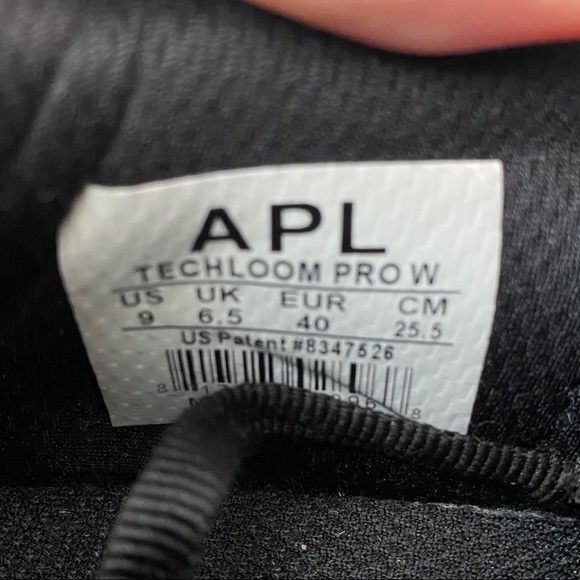 APL
TECHLOOM PRO W
US UK EUR CM
9 6.5 40 25.5
US Patent #8347526